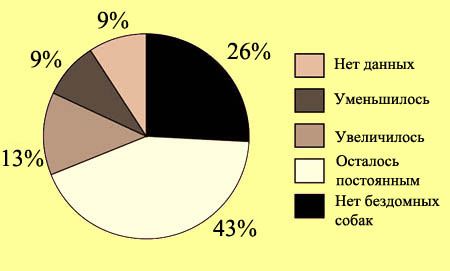 9%
26%
9%
13%
43%
Нет данных
Уменьшилось
Увеличилось
Осталось
постоянным
Нет бездомных
собак